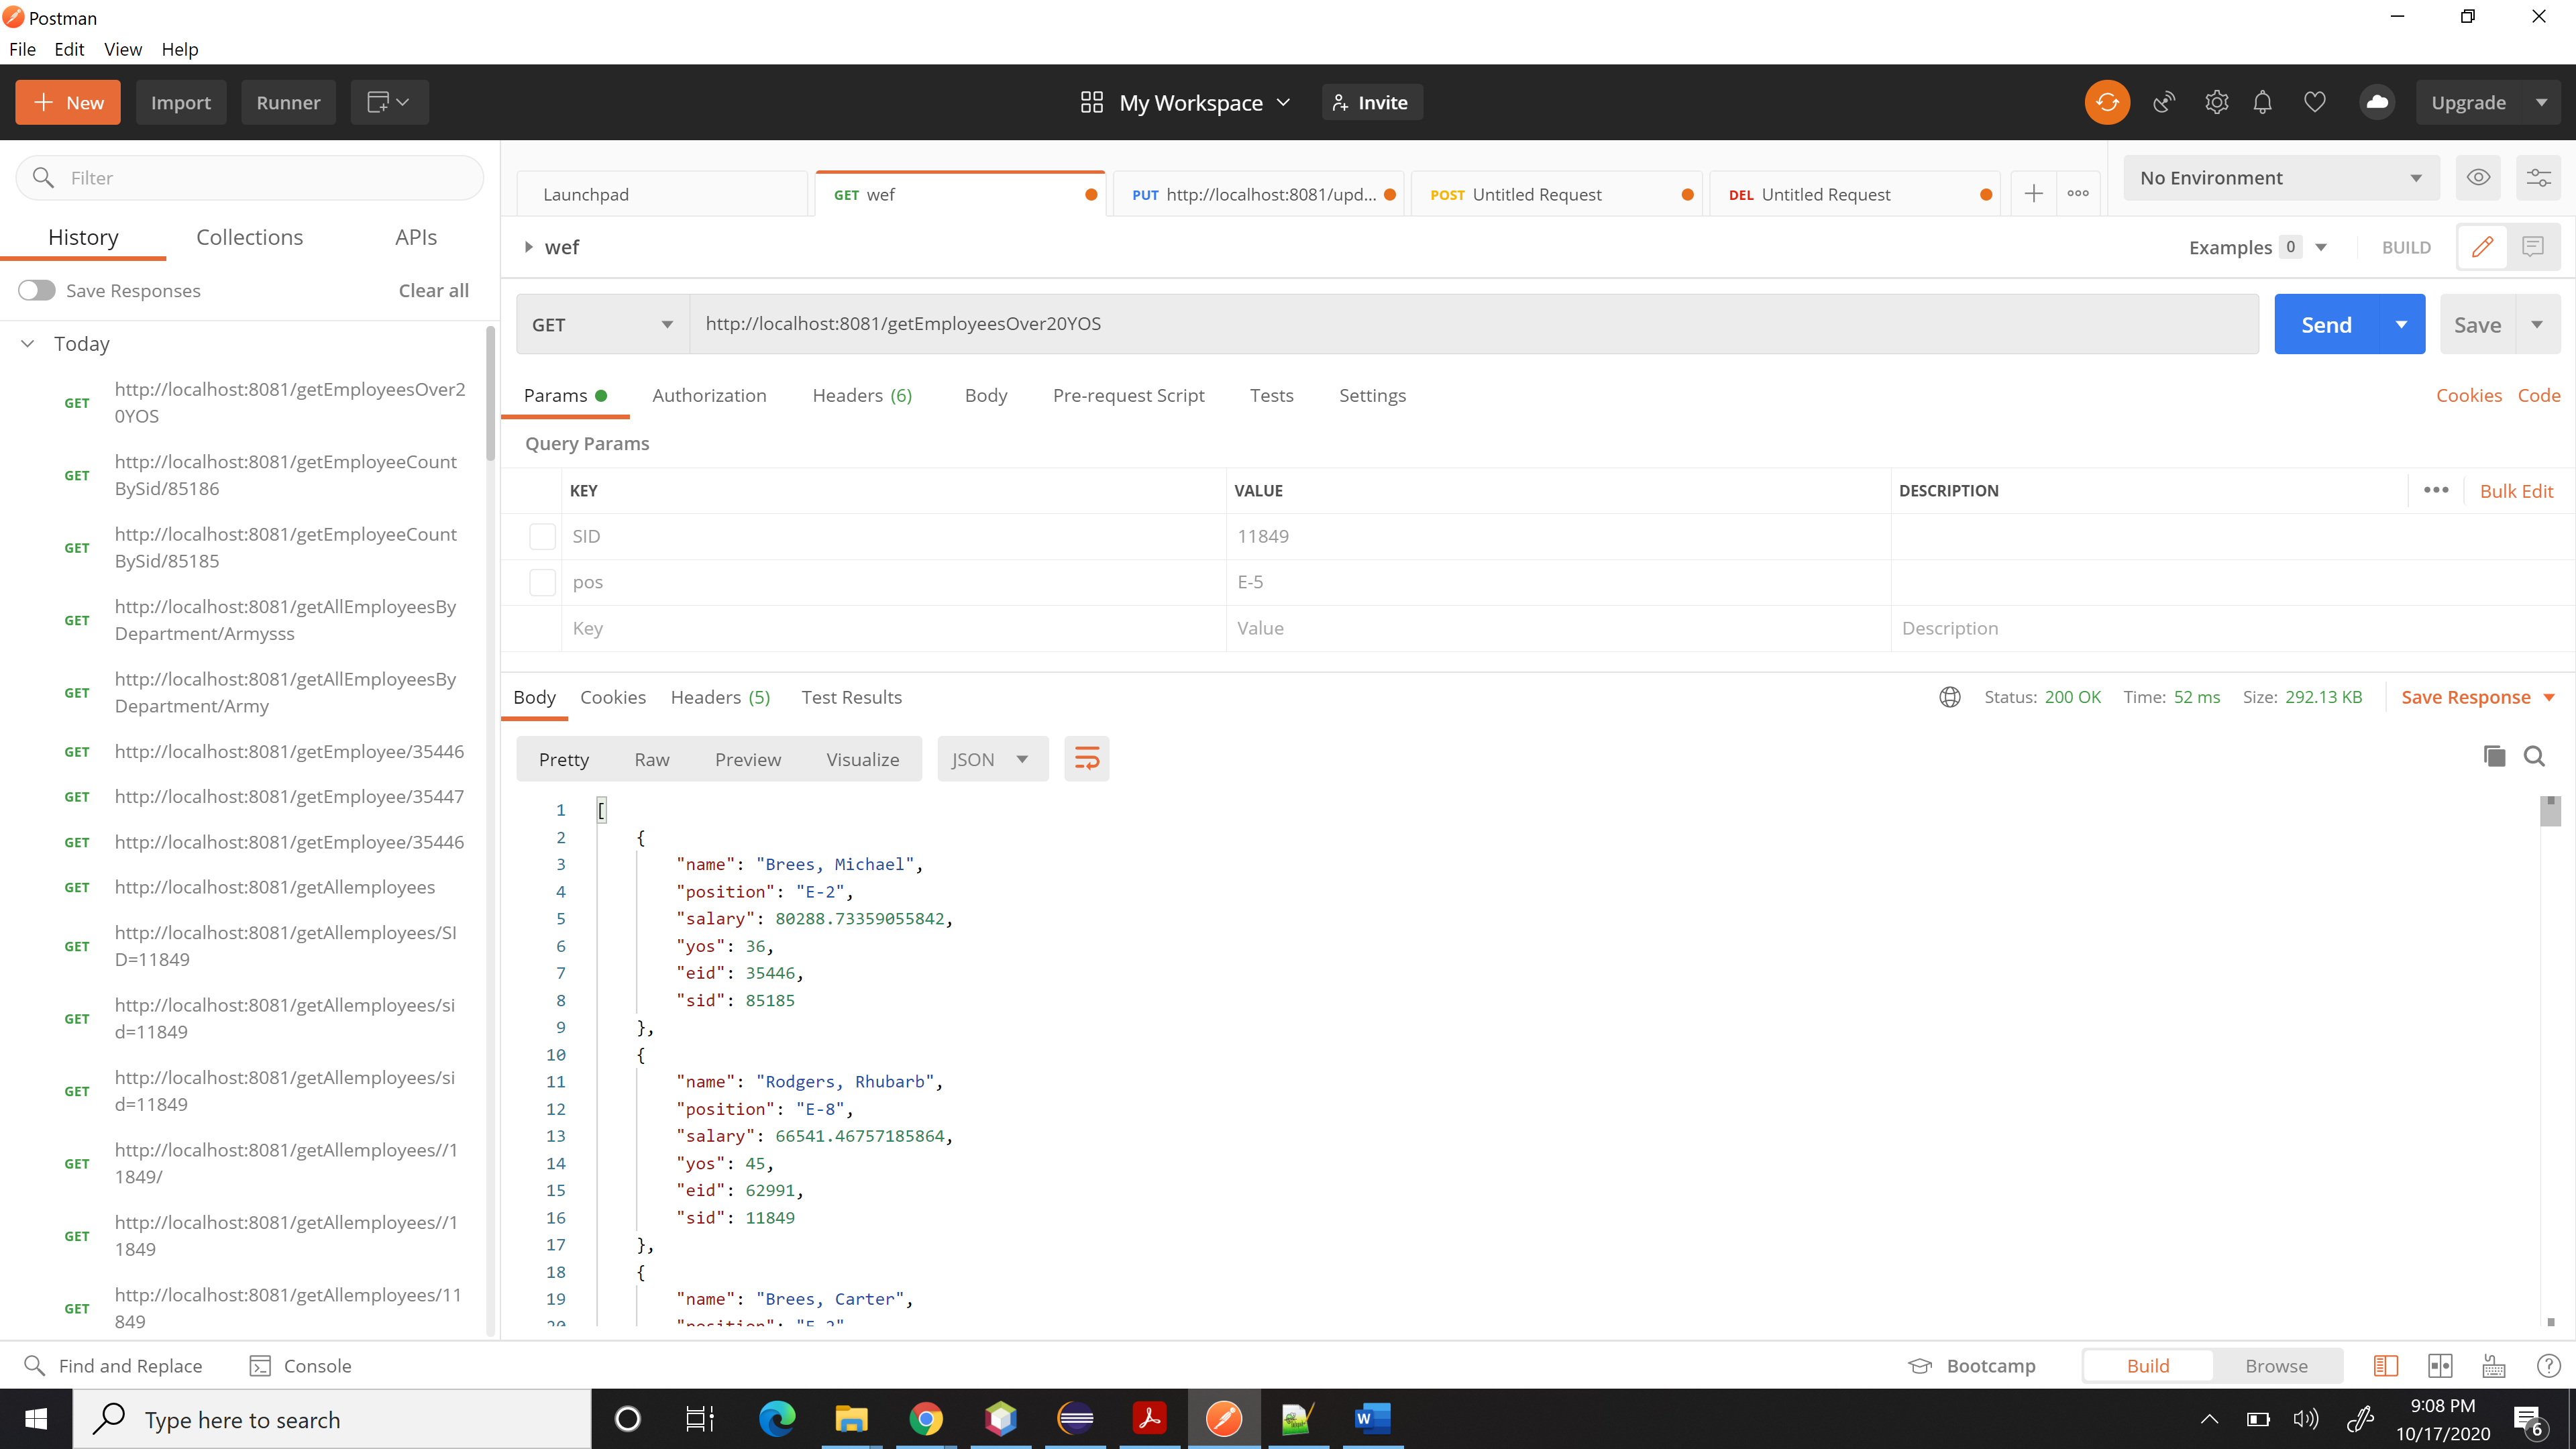 Postman
File Edit View Help
New Import Runner My Workspace Invite Upgrade
Filter
History Collections APIs
Save Responses Clear all
Today
GET http://localhost:8081/getEmployeesOver2
0YOS
GET http://localhost:8081/getEmployeeCount
BySid/85186
GET http://localhost:8081/getEmployeeCount
BySid/85185
GET http://localhost:8081/getAllEmployeesBy
Department/Armysss
GET http://localhost:8081/getAllEmployeesBy
Department/Army
GET http://localhost:8081/getEmployee/35446
GET http://localhost:8081/getEmployee/35447
GET http://localhost:8081/getEmployee/35446
GET http://localhost:8081/getAllemployees
GET http://localhost:8081/getAllemployees/SI
D=11849
GET http://localhost:8081/getAllemployees/si
d=11849
GET http://localhost:8081/getAllemployees/si
d=11849
GET http://localhost:8081/getAllemployees//1
1849/
GET http://localhost:8081/getAllemployees//1
1849
GET http://localhost:8081/getAllemployees/11
849
Launchpad GET wef PUT http://localhost:8081/upd... POST Untitled Request DEL Untitled Request No Environment
wef Examples 0 BUILD
GET http://localhost:8081/getEmployeesOver20YOS Send Save
Params Authorization Headers (6) Body Pre-request Script Tests Settings Cookies Code
Query Params
KEY VALUE DESCRIPTION Bulk Edit
SID 11849
pos E-5
Key Value Description
Body Cookies Headers (5) Test Results Status: 200 OK Time: 52 ms Size: 292.13 KB Save Response
Pretty Raw Preview Visualize JSON
1 [
2 {
3 "name": "Brees, Michael",
4 "position": "E-2",
5 "salary": 80288.73359055842,
6 "yos": 36,
7 "eid": 35446,
8 "sid": 85185
9 },
10 {
11 "name": "Rodgers, Rhubarb",
12 "position": "E-8",
13 "salary": 66541.46757185864,
14 "yos": 45,
15 "eid": 62991,
16 "sid": 11849
17 },
18 {
19 "name": "Brees, Carter",
20 "position": "E-2"
Find and Replace Console Bootcamp Build Browse
Type here to search
9:08 PM
10/17/2020
6